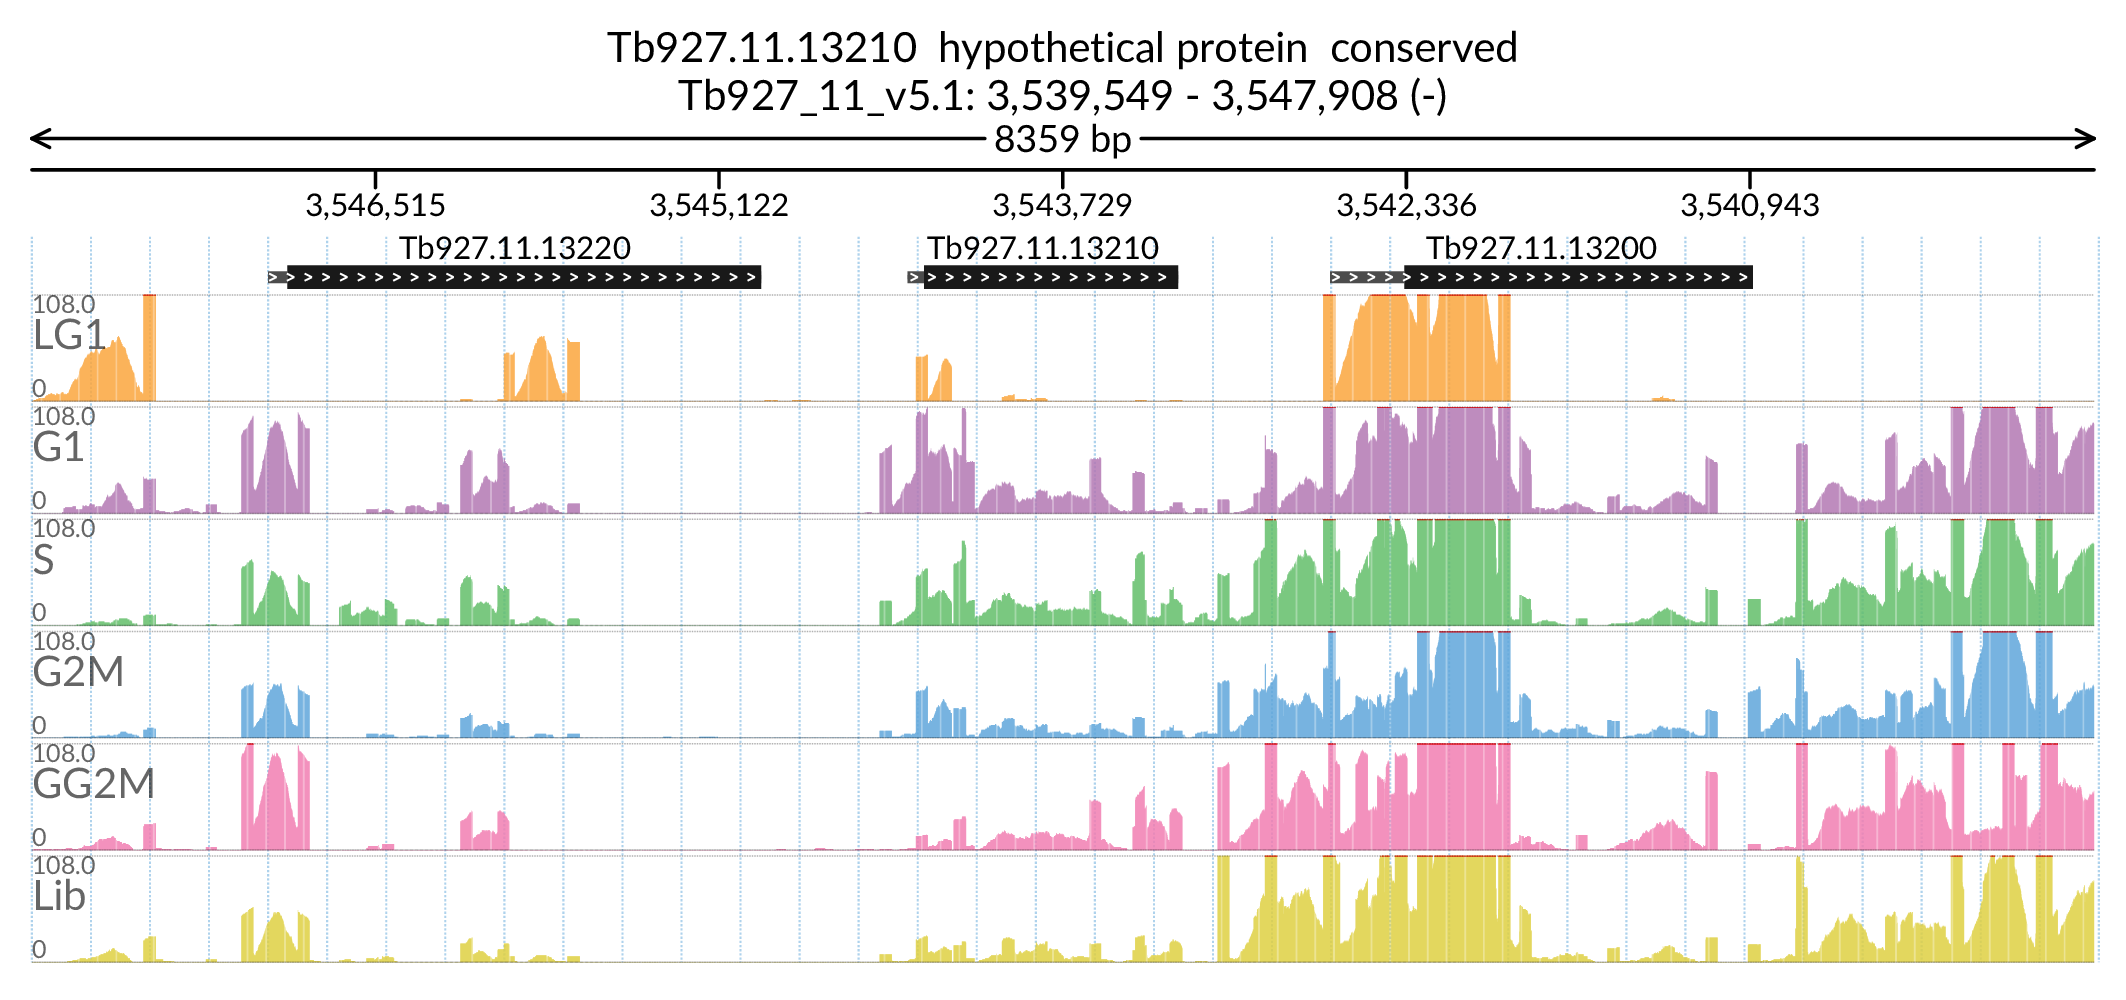 Tb927.11.13210 hypothetical protein conserved
Tb927_11_v5.1: 3,539,549 - 3,547,908 (-)
8359 bp
3,546,515 3,545,122 3,543,729 3,542,336 3,540,943
Tb927.11.13220 Tb927.11.13210 Tb927.11.13200
108.0
LG1
0
108.0
G1
0
108.0
S
0
108.0
G2M
0
108.0
GG2M
0
108.0
Lib
0